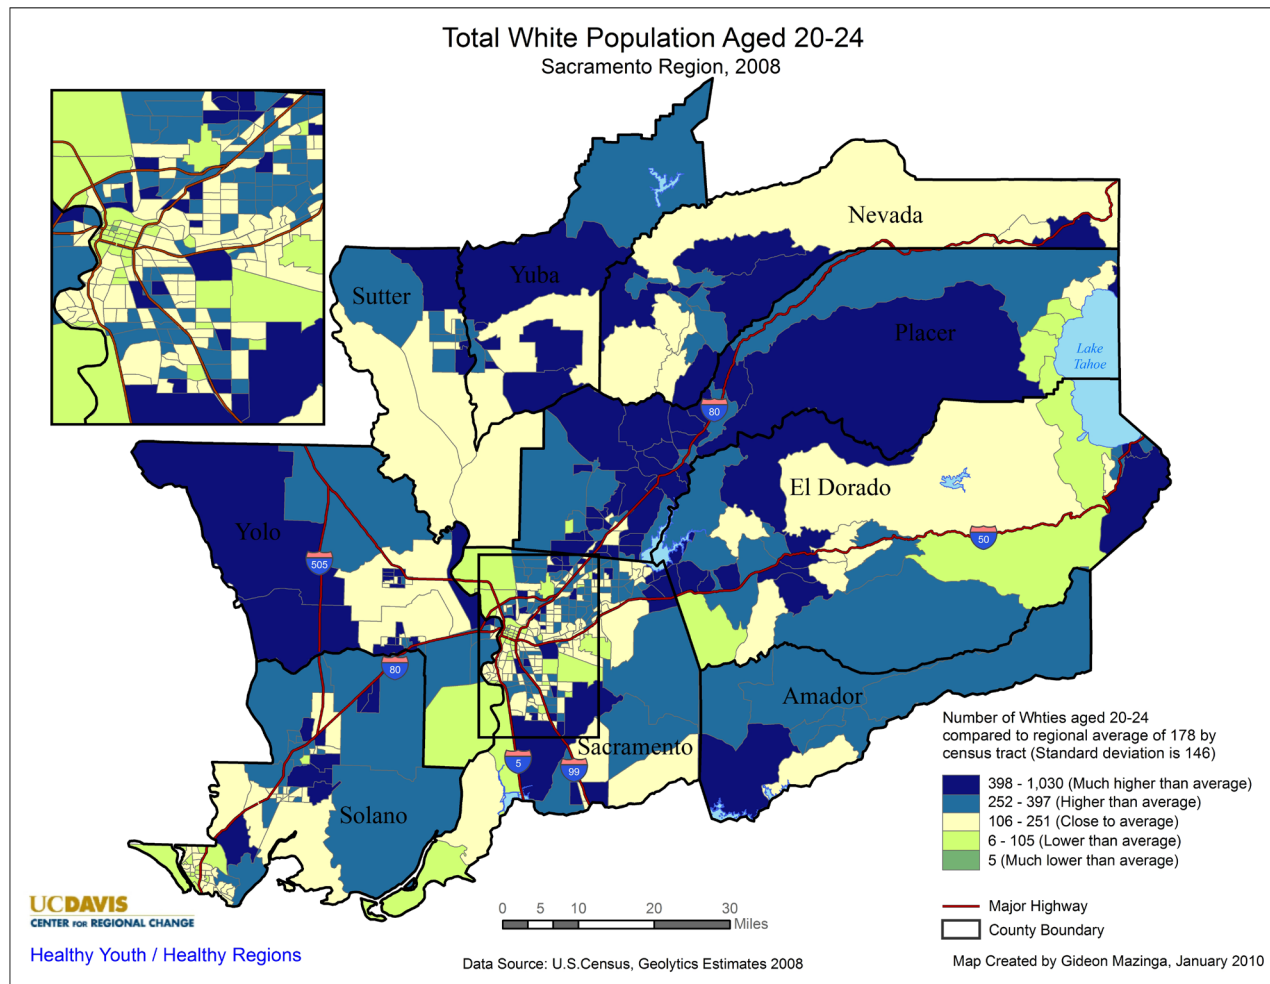 Total White Population Aged 20-24
Sacramento Region, 2008
Nevada
Yuba
Sutter
Placer
Lake
Tahoe
80
El Dorado
Yolo
50
505
80
Amador
Sacramento
5
99
Solano
Number of Whties aged 20-24
compared to regional average of 178 by
census tract (Standard deviation is 146)
398 - 1,030 (Much higher than average)
252 - 397 (Higher than average)
106 - 251 (Close to average)
6 - 105 (Lower than average)
5 (Much lower than average)
Major Highway
County Boundary
UCDAVIS
CENTER FOR REGIONAL CHANGE
Healthy Youth / Healthy Regions
0 5 10 20 30
Miles
Data Source: U.S.Census, Geolytics Estimates 2008
Map Created by Gideon Mazinga, January 2010